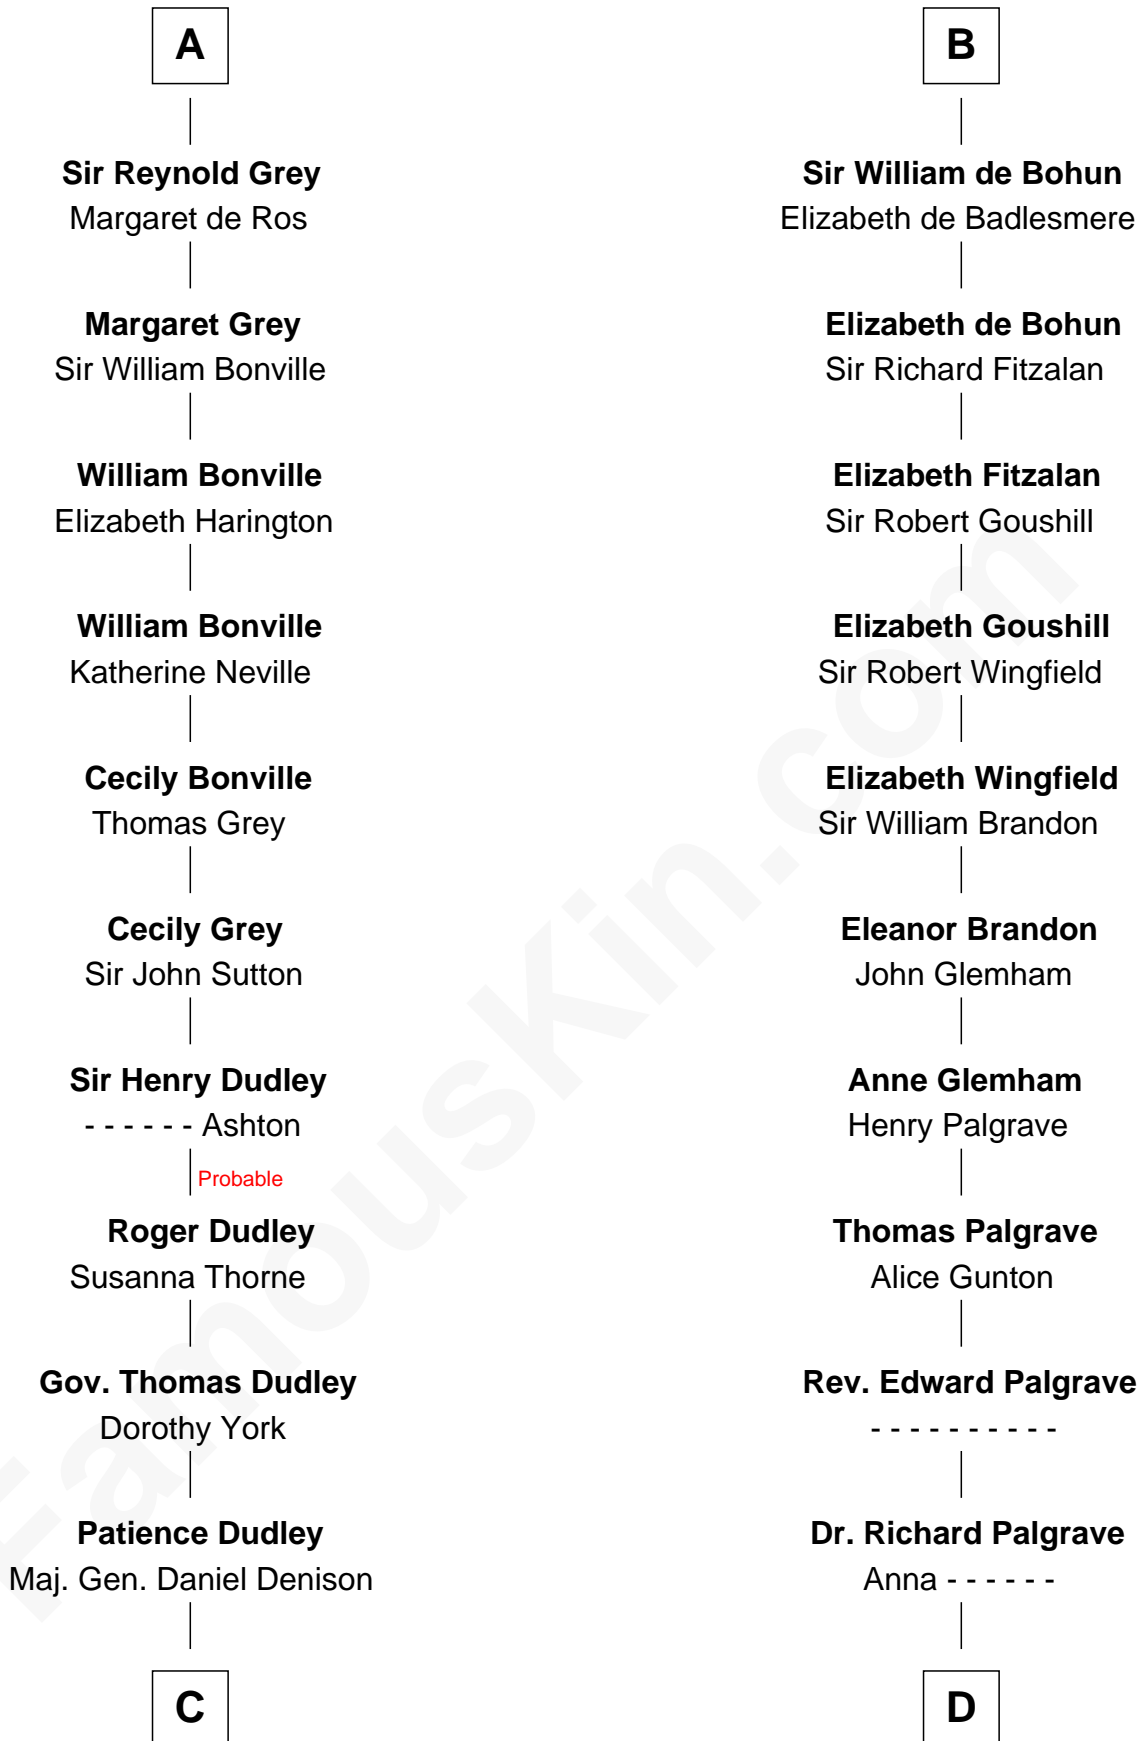 A
Sir Reynold Grey
Margaret de Ros
Margaret Grey
Sir William Bonville
William Bonville
Elizabeth Harington
William Bonville
Katherine Neville
Cecily Bonville
Thomas Grey
Cecily Grey
Sir John Sutton
Sir Henry Dudley
- - - - - - Ashton
Probable
Roger Dudley
Susanna Thorne
Gov. Thomas Dudley
Dorothy York
Patience Dudley
Maj. Gen. Daniel Denison
C
B
Sir William de Bohun
Elizabeth de Badlesmere
Elizabeth de Bohun
Sir Richard Fitzalan
Elizabeth Fitzalan
Sir Robert Goushill
Elizabeth Goushill
Sir Robert Wingfield
Elizabeth Wingfield
Sir William Brandon
Eleanor Brandon
John Glemham
Anne Glemham
Henry Palgrave
Thomas Palgrave
Alice Gunton
Rev. Edward Palgrave
- - - - - - - - - -
Dr. Richard Palgrave
Anna - - - - - -
D
FamousKin.com